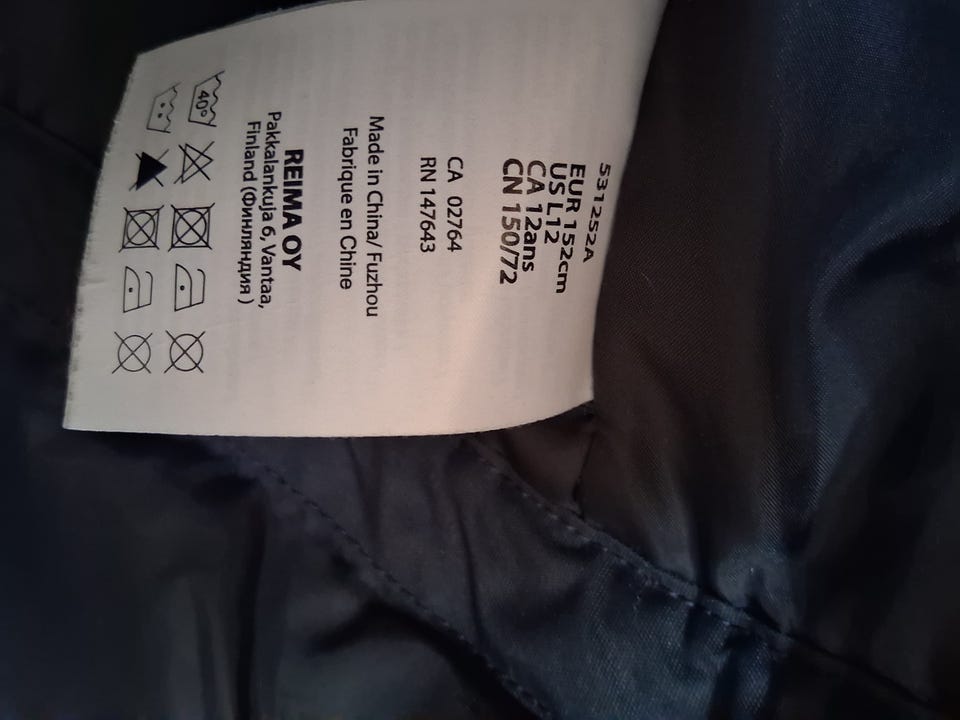 531252A
EUR 152cm
US L12
CA 12ans
CN 150/72
CA 02764
RN 147643
Made in China/ Fuzhou
Fabrique en Chine
REIMA OY
Pakkalankuja 6, Vantaa,
Finland (Финляндия )
40°